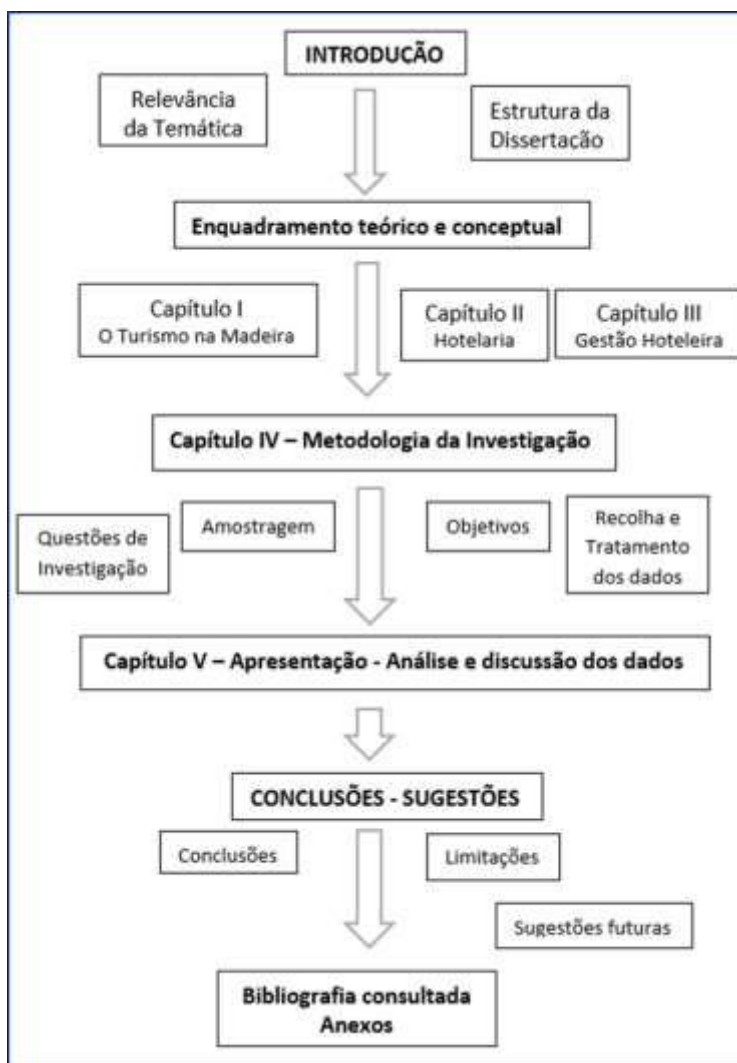 INTRODUÇÃO
Relevância
da Temática
Estrutura da
Dissertação
Enquadramento teórico e conceptual
Capítulo I
O Turismo na Madeira
Capítulo II
Hotelaria
Capítulo III
Gestão Hoteleira
Capítulo IV – Metodologia da Investigação
Questões de
Investigação
Amostragem
Objetivos
Recolha e
Tratamento
dos dados
Capítulo V – Apresentação - Análise e discussão dos dados
CONCLUSÕES - SUGESTÕES
Conclusões
Limitações
Sugestões futuras
Bibliografia consultada
Anexos